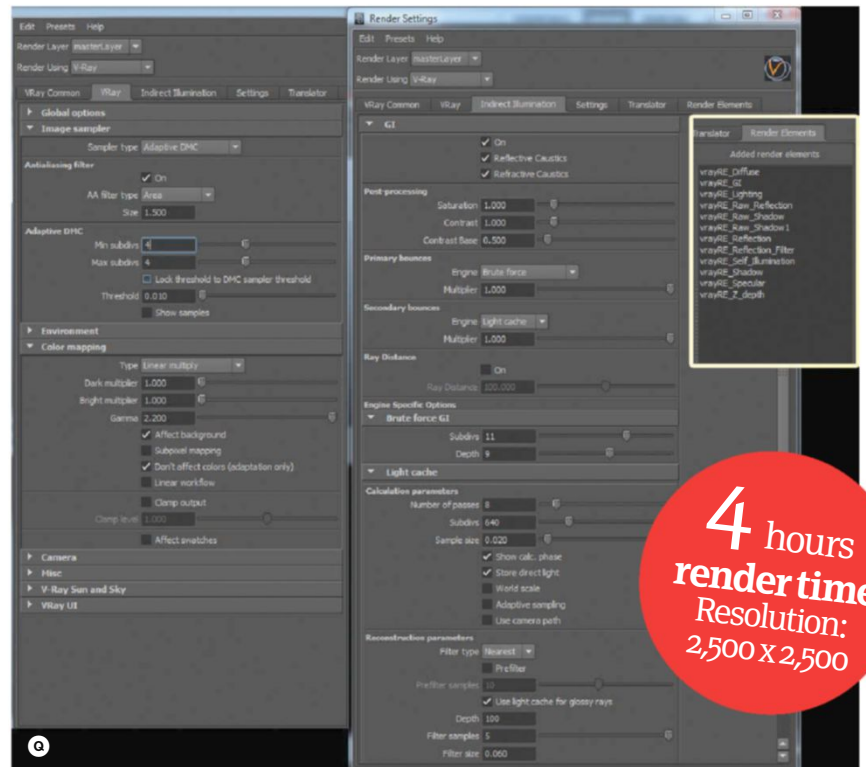 Edit Presets Help
Render Layer masterLayer
Render Using V-Ray
VRay Common VRay Indirect Illumination Settings Translator
Global options
Image sampler
Sampler type Adaptive DMC
Antialiasing filter
On
AA filter type Area
Size 1.500
Adaptive DMC
Min subdivs 4
Max subdivs 4
Lock threshold to DMC sampler threshold
Threshold 0.010
Show samples
Environment
Color mapping
Type Linear multiply
Dark multiplier 1.000
Bright multiplier 1.000
Gamma 2.200
Affect background
Subpixel mapping
Don't affect colors (adaptation only)
Linear workflow
Clamp output
Clamp level 1.000
Affect swatches
Camera
Misc
V-Ray Sun and Sky
VRay UI
Q
Render Settings
Edit Presets Help
Render Layer masterLayer
Render Using V-Ray
VRay Common VRay Indirect Illumination Settings Translator Render Elements
GI
On
Reflective Caustics
Refractive Caustics
Post-processing
Saturation 1.000
Contrast 1.000
Contrast Base 0.500
Primary bounces
Engine Brute force
Multiplier 1.000
Secondary bounces
Engine Light cache
Multiplier 1.000
Ray Distance
On
Ray Distance 100.000
Engine Specific Options
Brute force GI
Subdivs 11
Depth 9
Light cache
Calculation parameters
Number of passes 8
Subdivs 640
Sample size 0.020
Show calc. phase
Store direct light
World scale
Adaptive sampling
Use camera path
Reconstruction parameters
Filter type Nearest
Prefilter
Prefilter samples 10
Use light cache for glossy rays
Depth 100
Filter samples 5
Filter size 0.060
Translator Render Elements
Added render elements
vrayRE_Diffuse
vrayRE_GI
vrayRE_Lighting
vrayRE_Raw_Reflection
vrayRE_Raw_Shadow
vrayRE_Raw_Shadow1
vrayRE_Reflection
vrayRE_Reflection_Filter
vrayRE_Self_Illumination
vrayRE_Shadow
vrayRE_Specular
vrayRE_Z_depth
4 hours
render time
Resolution:
2,500 x 2,500